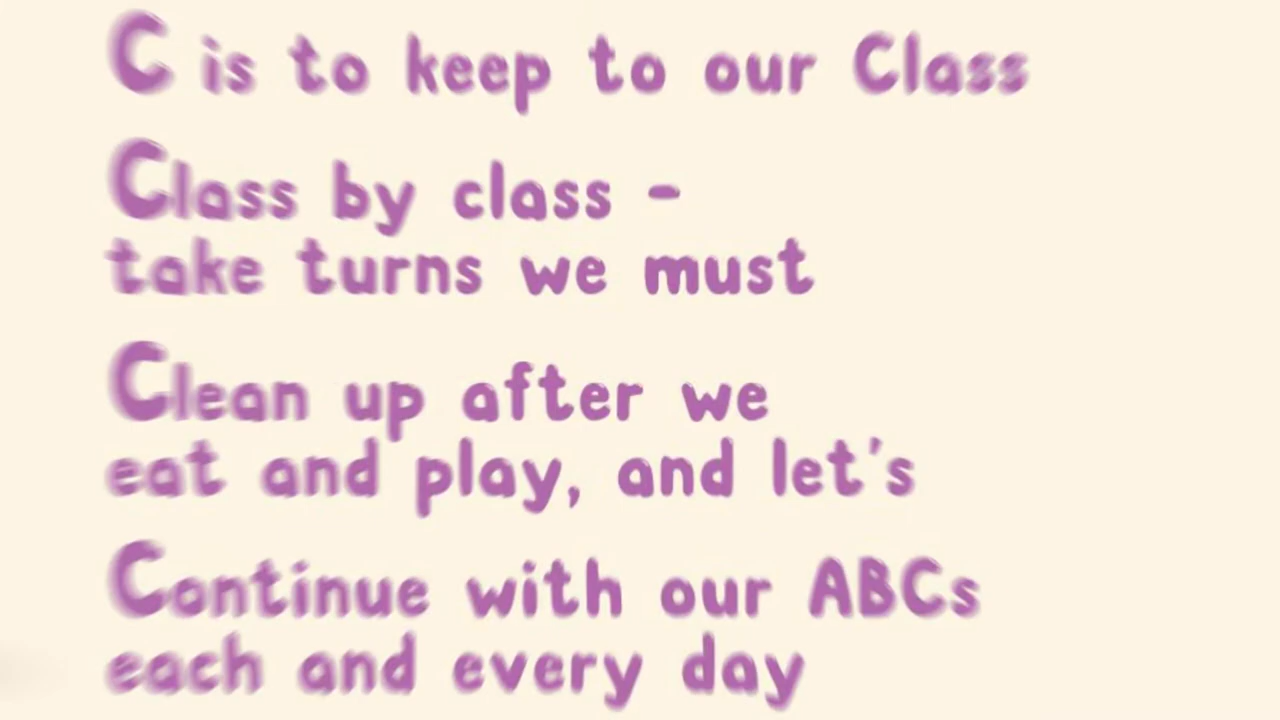 C is to keep to our Class
Class by class -
take turns we must
Clean up after we
eat and play, and let's
Continue with our ABCs
each and every day